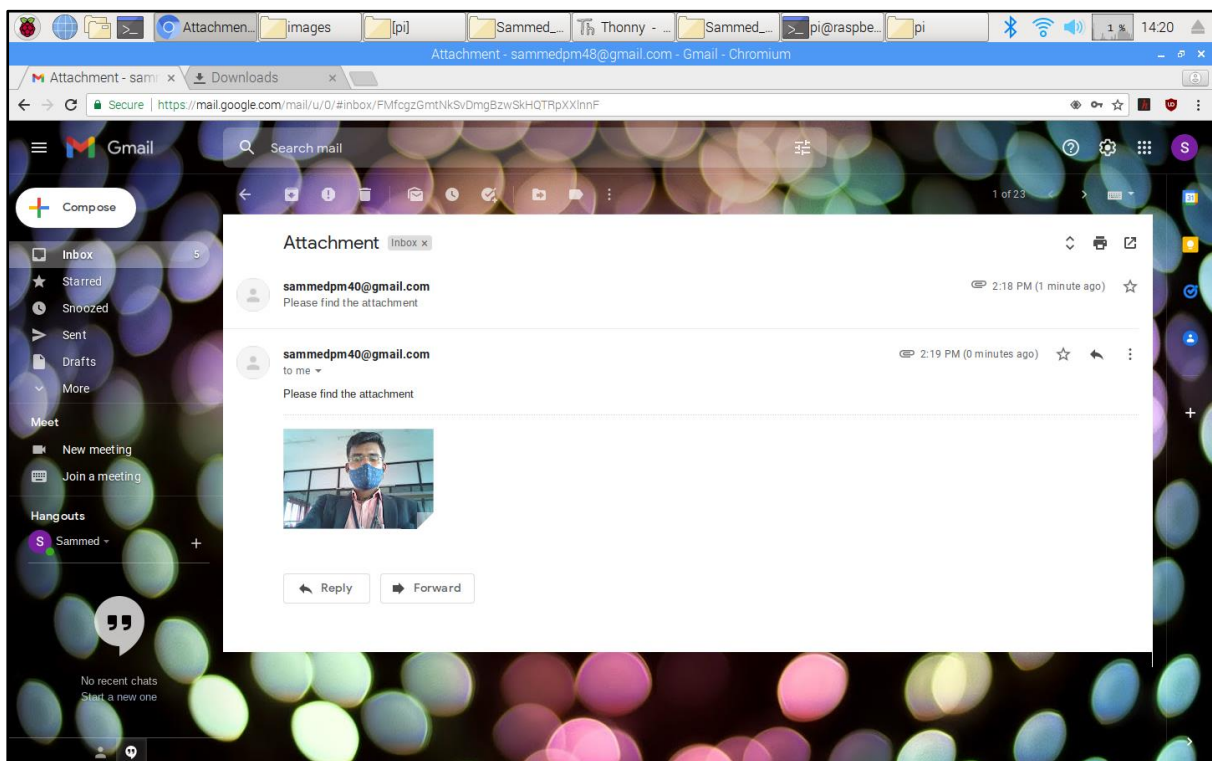 Attachmen...
images
[pi]
Sammed_...
Thonny - ...
Sammed_...
pi@raspbe...
pi
1 %
14:20
Attachment - sammedpm48@gmail.com - Gmail - Chromium
Attachment - sam
Downloads
Secure | https://mail.google.com/mail/u/0/#inbox/FMfcgzGmtNkSvDmgBzwSkHQTRpXXlnnF
Gmail
Search mail
S
Compose
1 of 23
31
Attachment Inbox x
Inbox 5
Starred
Snoozed
Sent
Drafts
More
sammedpm40@gmail.com
2:18 PM (1 minute ago)
Please find the attachment
sammedpm40@gmail.com
2:19 PM (0 minutes ago)
to me
Please find the attachment
Meet
New meeting
Join a meeting
Hangouts
S Sammed
Reply
Forward
No recent chats
Start a new one